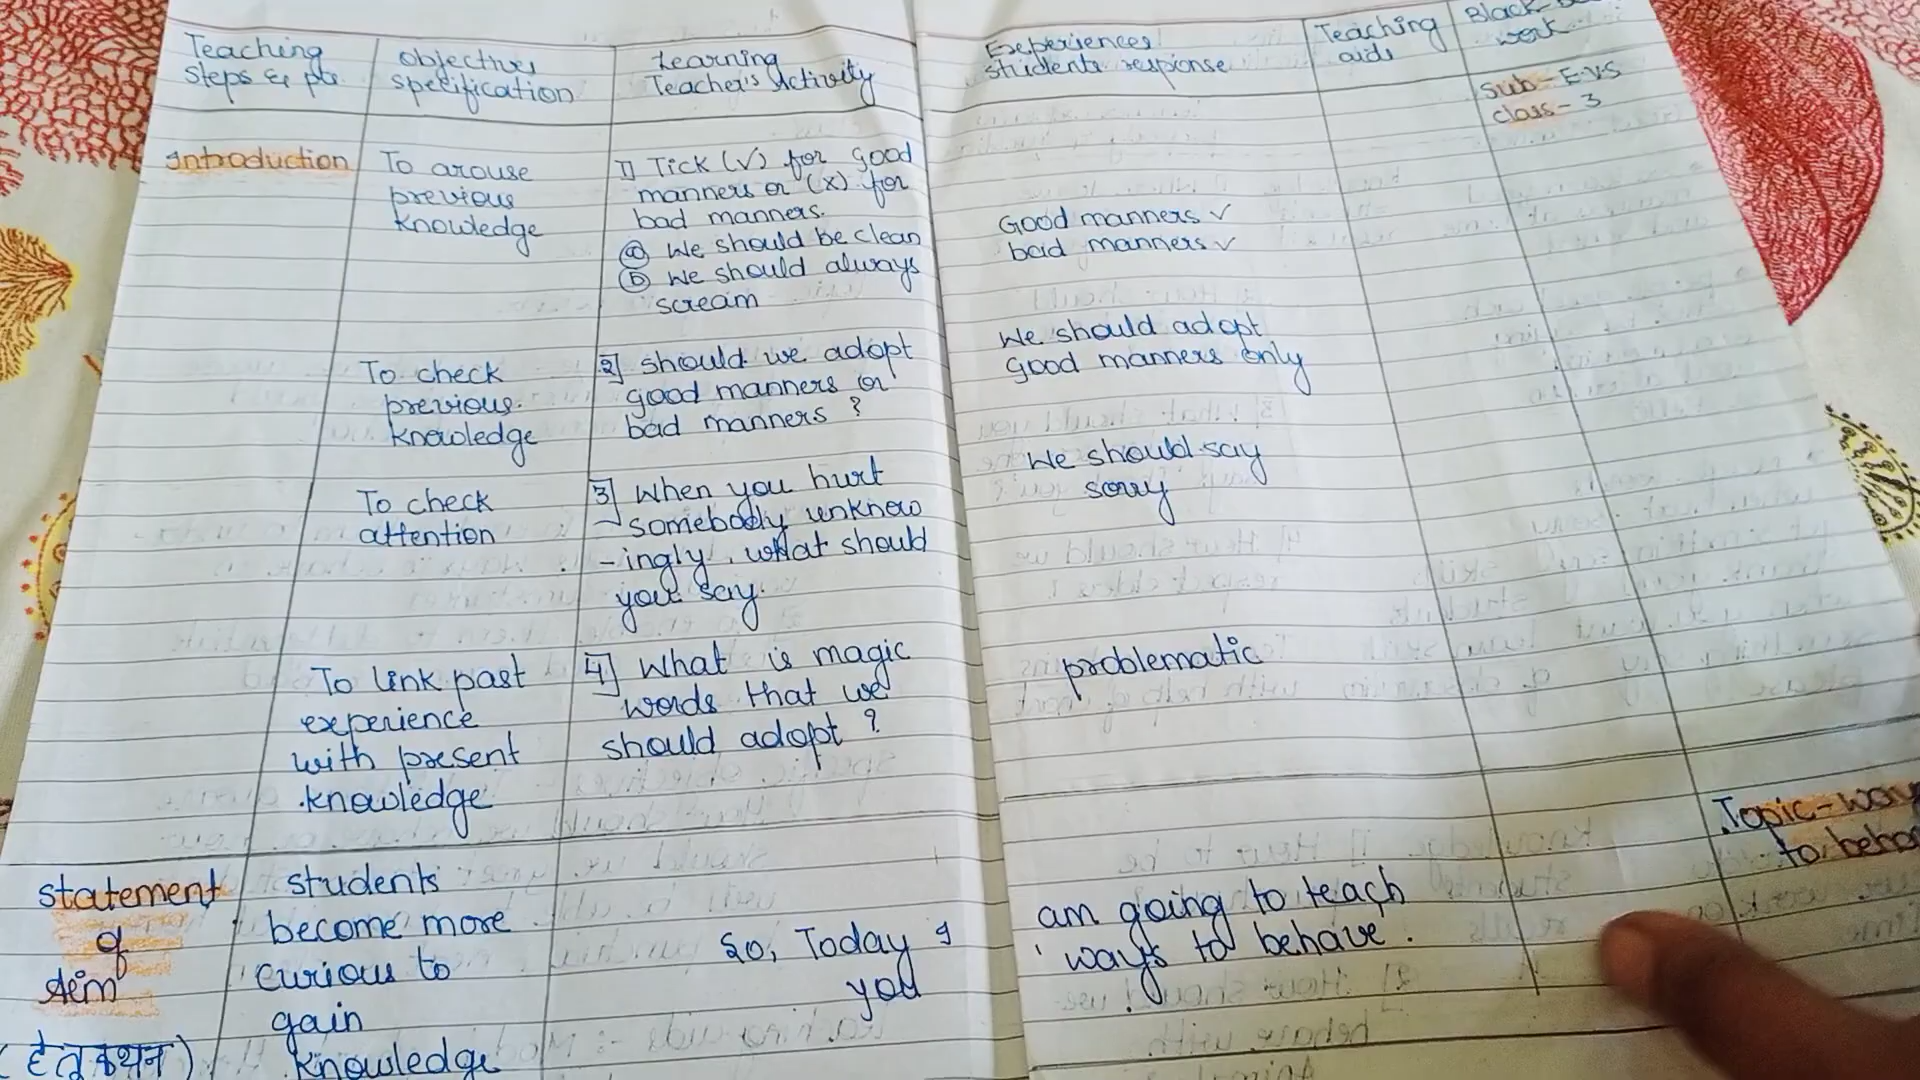 Teaching
Steps & pts
Objectives
specification
Learning
Teacher's Activity
Experiences
students response
Teaching
aids
work
Sub - E.V.S
class - 3
Introduction
To arouse
previous
knowledge
1] Tick (✓) for good
manners or (x) for
bad manners.
(a) We should be clean
(b) We should always
scream
Good manners ✓
bad manners ✓
To check
previous.
knowledge
2] should we adopt
good manners or
bad manners ?
We should adopt
good manners only
To check
attention
3] When you hurt
somebody unknow
-ingly. what should
you say.
We should say
sorry
To link past
experience
with present
knowledge
4] What is magic
words that we
should adopt ?
problematic
Statement
of
Aim
(हेतू कथन)
students
become more
curious to
gain
knowledge
So, Today I
you
am going to teach
'ways to behave'.
Topic - way
to beha